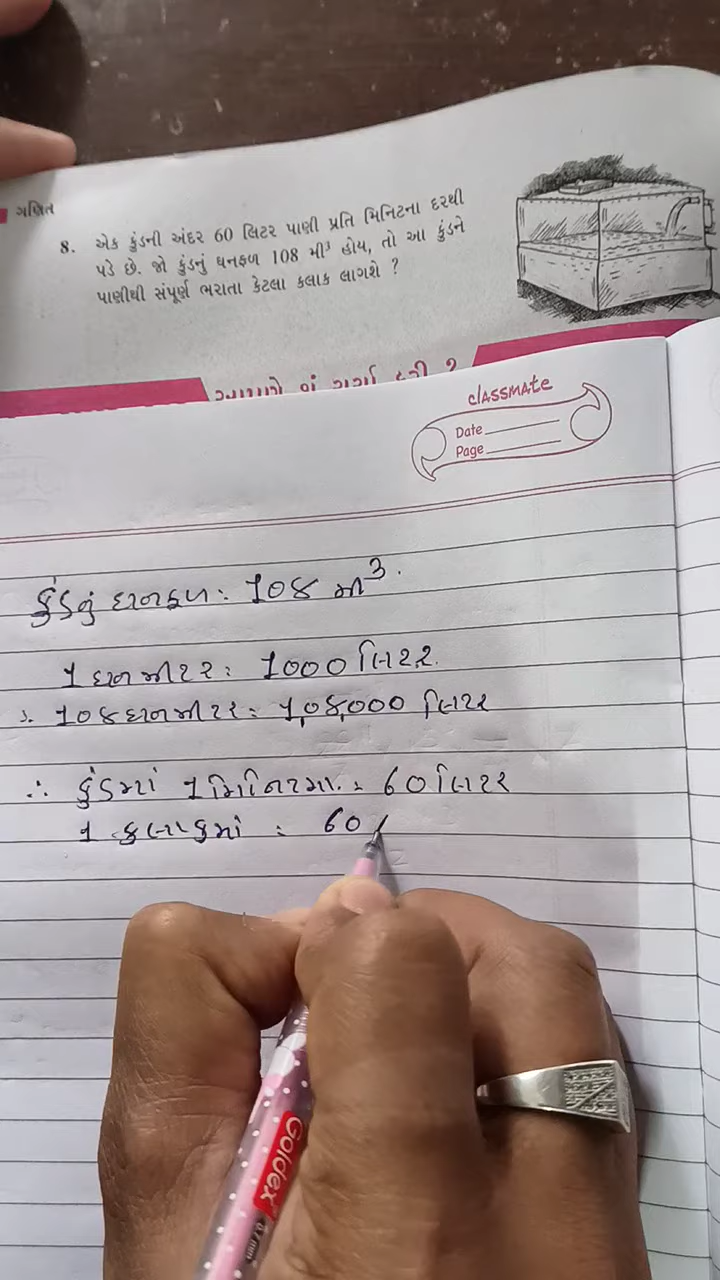 ગણિત
8. એક કુંડની અંદર 60 લિટર પાણી પ્રતિ મિનિટના દરથી
પડે છે. જો કુંડનું ઘનફળ 108 મી³ હોય, તો આ કુંડને
પાણીથી સંપૂર્ણ ભરાતા કેટલા કલાક લાગશે ?
classmate
Date
Page
કુંડનું ઘનફળ = 108 મી³.
1 ઘનમીટર = 1000 લિટર.
∴ 108 ઘનમીટર = 1,08,000 લિટર
∴ કુંડમાં 1 મિનિટમાં = 60 લિટર
1 કલાકમાં = 60
Goldex
0.7mm